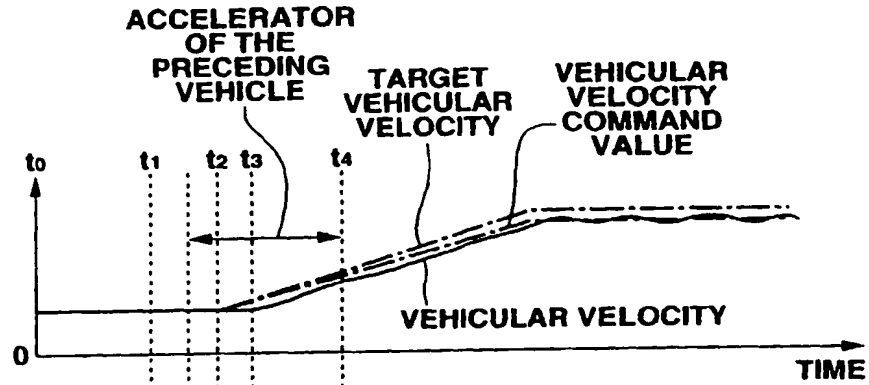 ACCELERATOR
OF THE
PRECEDING
VEHICLE
TARGET
VEHICULAR
VELOCITY
VEHICULAR
VELOCITY
COMMAND
VALUE
t0 t1 t2 t3 t4
VEHICULAR VELOCITY
0
TIME